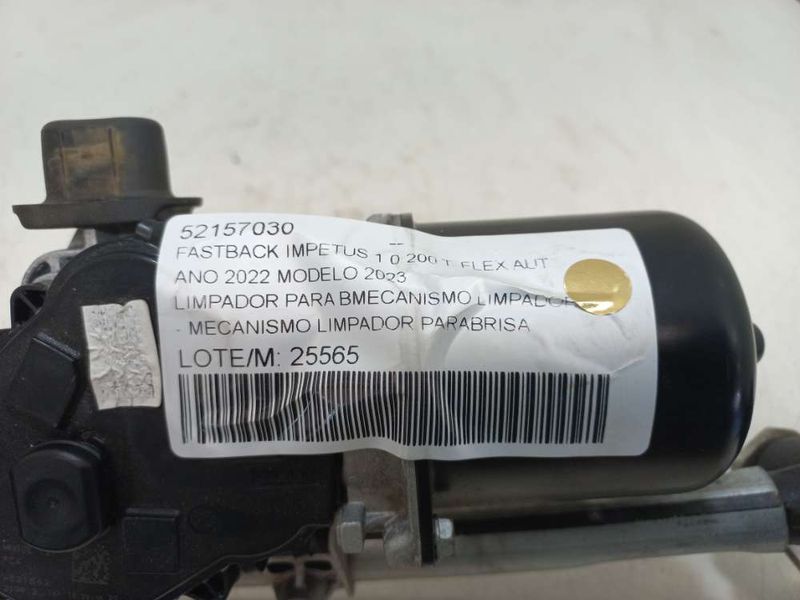 52157030
FASTBACK IMPETUS 1 0 200 T FLEX AUT
ANO 2022 MODELO 2023
LIMPADOR PARA BMECANISMO LIMPADOR
- MECANISMO LIMPADOR PARABRISA
LOTE/M: 25565